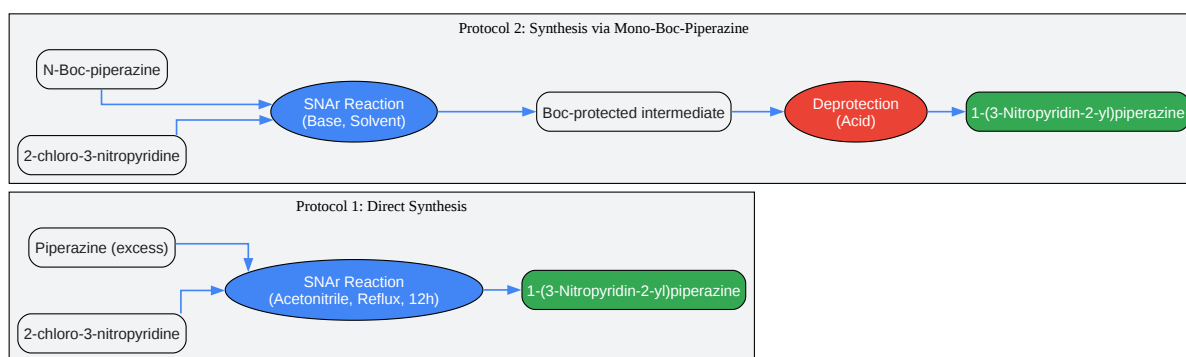 Protocol 2: Synthesis via Mono-Boc-Piperazine
N-Boc-piperazine
2-chloro-3-nitropyridine
SNAr Reaction
(Base, Solvent)
Boc-protected intermediate
Deprotection
(Acid)
1-(3-Nitropyridin-2-yl)piperazine
Protocol 1: Direct Synthesis
Piperazine (excess)
2-chloro-3-nitropyridine
SNAr Reaction
(Acetonitrile, Reflux, 12h)
1-(3-Nitropyridin-2-yl)piperazine